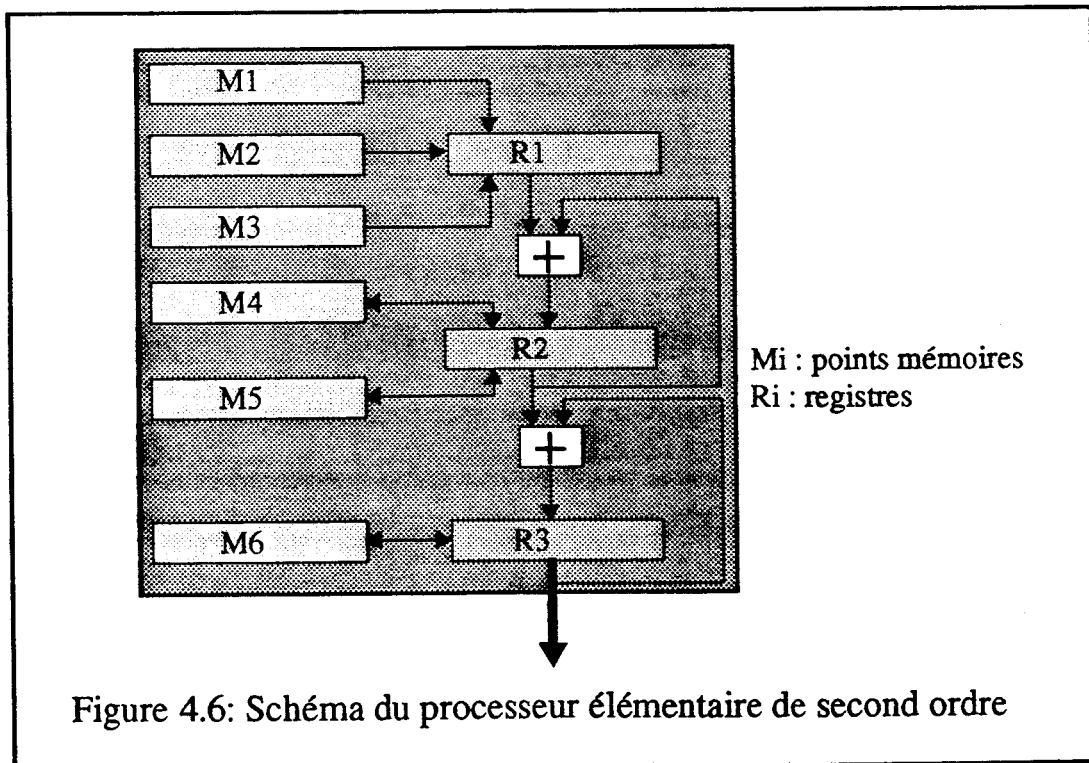 M1
M2
R1
M3
+
M4
R2
M5
Mi : points mémoires
Ri : registres
+
M6
R3
Figure 4.6: Schéma du processeur élémentaire de second ordre